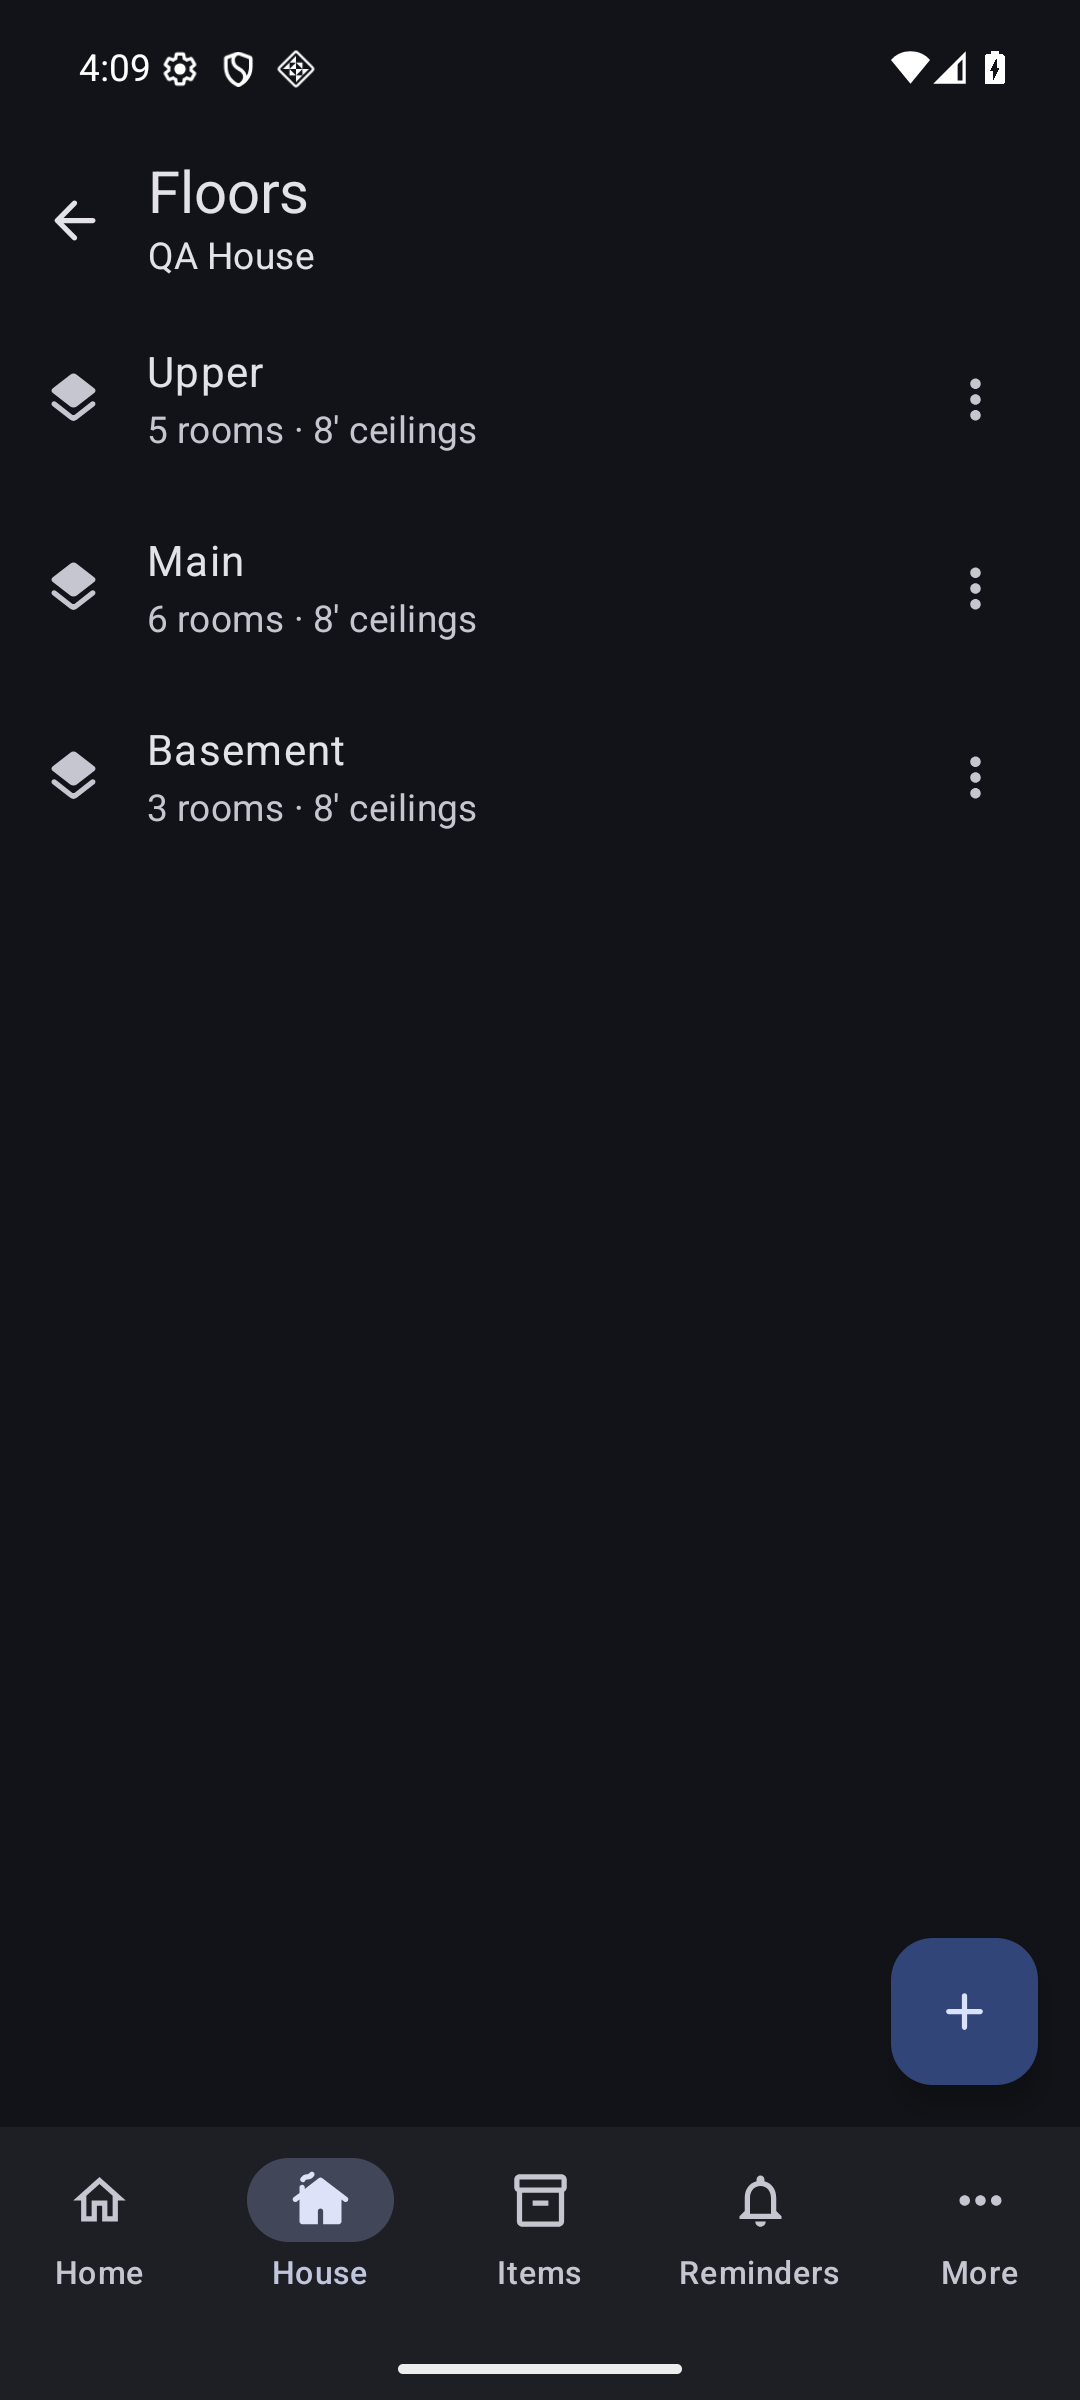 4:09
Floors
QA House
Upper
5 rooms · 8' ceilings
Main
6 rooms · 8' ceilings
Basement
3 rooms · 8' ceilings
Home
House
Items
Reminders
More